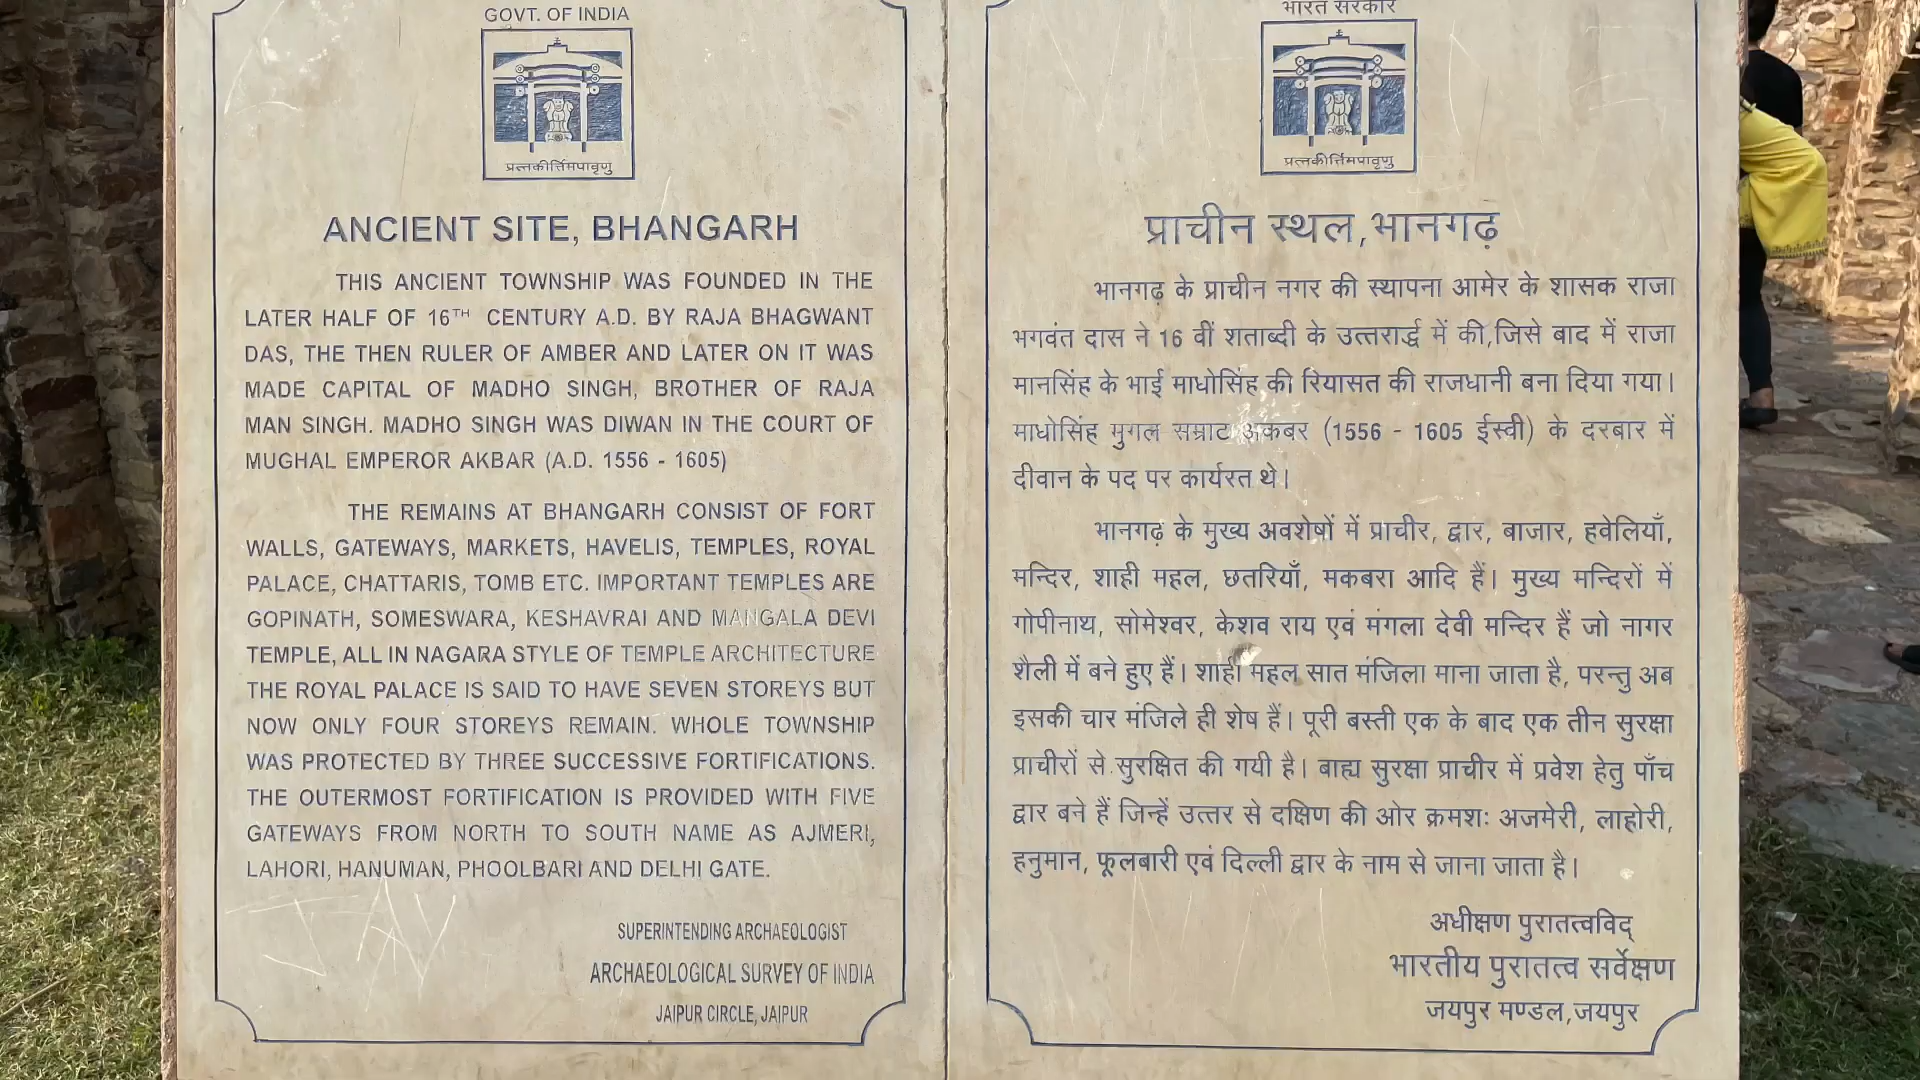 GOVT. OF INDIA
प्रत्नकीर्त्तिमपावृणु
ANCIENT SITE, BHANGARH
THIS ANCIENT TOWNSHIP WAS FOUNDED IN THE
LATER HALF OF 16TH CENTURY A.D. BY RAJA BHAGWANT
DAS, THE THEN RULER OF AMBER AND LATER ON IT WAS
MADE CAPITAL OF MADHO SINGH, BROTHER OF RAJA
MAN SINGH. MADHO SINGH WAS DIWAN IN THE COURT OF
MUGHAL EMPEROR AKBAR (A.D. 1556 - 1605)
THE REMAINS AT BHANGARH CONSIST OF FORT
WALLS, GATEWAYS, MARKETS, HAVELIS, TEMPLES, ROYAL
PALACE, CHATTARIS, TOMB ETC. IMPORTANT TEMPLES ARE
GOPINATH, SOMESWARA, KESHAVRAI AND MANGALA DEVI
TEMPLE, ALL IN NAGARA STYLE OF TEMPLE ARCHITECTURE
THE ROYAL PALACE IS SAID TO HAVE SEVEN STOREYS BUT
NOW ONLY FOUR STOREYS REMAIN. WHOLE TOWNSHIP
WAS PROTECTED BY THREE SUCCESSIVE FORTIFICATIONS.
THE OUTERMOST FORTIFICATION IS PROVIDED WITH FIVE
GATEWAYS FROM NORTH TO SOUTH NAME AS AJMERI,
LAHORI, HANUMAN, PHOOLBARI AND DELHI GATE.
SUPERINTENDING ARCHAEOLOGIST
ARCHAEOLOGICAL SURVEY OF INDIA
JAIPUR CIRCLE, JAIPUR
भारत सरकार
प्रत्नकीर्त्तिमपावृणु
प्राचीन स्थल, भानगढ़
भानगढ़ के प्राचीन नगर की स्थापना आमेर के शासक राजा
भगवंत दास ने 16 वीं शताब्दी के उत्तरार्द्ध में की, जिसे बाद में राजा
मानसिंह के भाई माधोसिंह की रियासत की राजधानी बना दिया गया।
माधोसिंह मुगल सम्राट अकबर (1556 - 1605 ईस्वी) के दरबार में
दीवान के पद पर कार्यरत थे।
भानगढ़ के मुख्य अवशेषों में प्राचीर, द्वार, बाजार, हवेलियाँ,
मन्दिर, शाही महल, छतरियाँ, मकबरा आदि हैं। मुख्य मन्दिरों में
गोपीनाथ, सोमेश्वर, केशव राय एवं मंगला देवी मन्दिर हैं जो नागर
शैली में बने हुए हैं। शाही महल सात मंजिला माना जाता है, परन्तु अब
इसकी चार मंजिले ही शेष हैं। पूरी बस्ती एक के बाद एक तीन सुरक्षा
प्राचीरों से सुरक्षित की गयी है। बाह्य सुरक्षा प्राचीर में प्रवेश हेतु पाँच
द्वार बने हैं जिन्हें उत्तर से दक्षिण की ओर क्रमशः अजमेरी, लाहोरी,
हनुमान, फूलबारी एवं दिल्ली द्वार के नाम से जाना जाता है।
अधीक्षण पुरातत्वविद्
भारतीय पुरातत्व सर्वेक्षण
जयपुर मण्डल, जयपुर